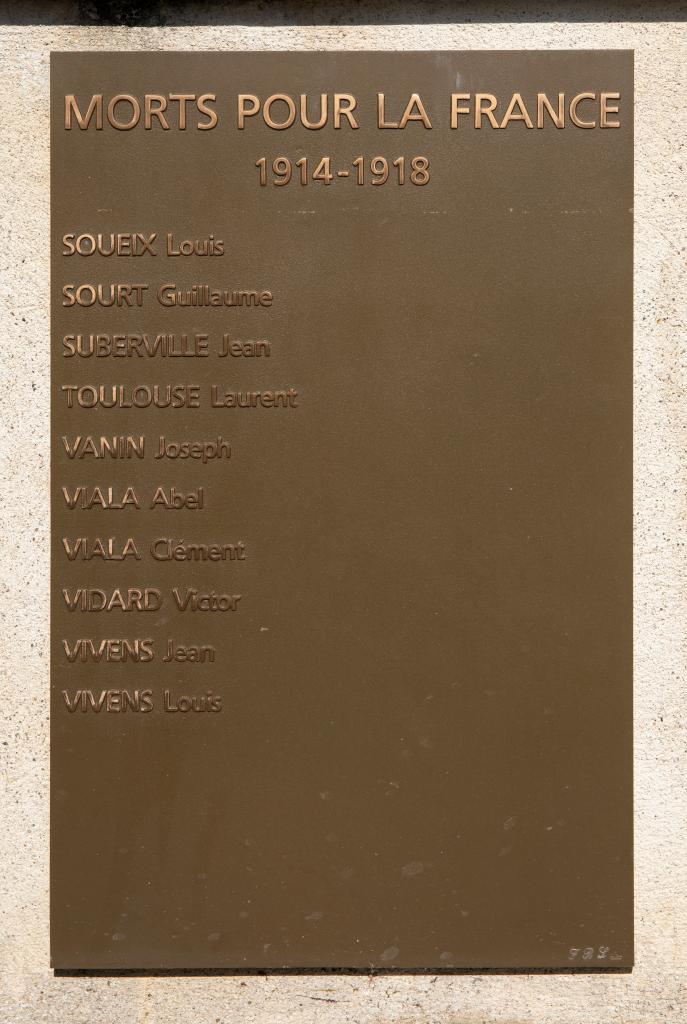 MORTS POUR LA FRANCE
1914-1918
SOUEIX Louis
SOURT Guillaume
SUBERVILLE Jean
TOULOUSE Laurent
VANIN Joseph
VIALA Abel
VIALA Clément
VIDARD Victor
VIVENS Jean
VIVENS Louis